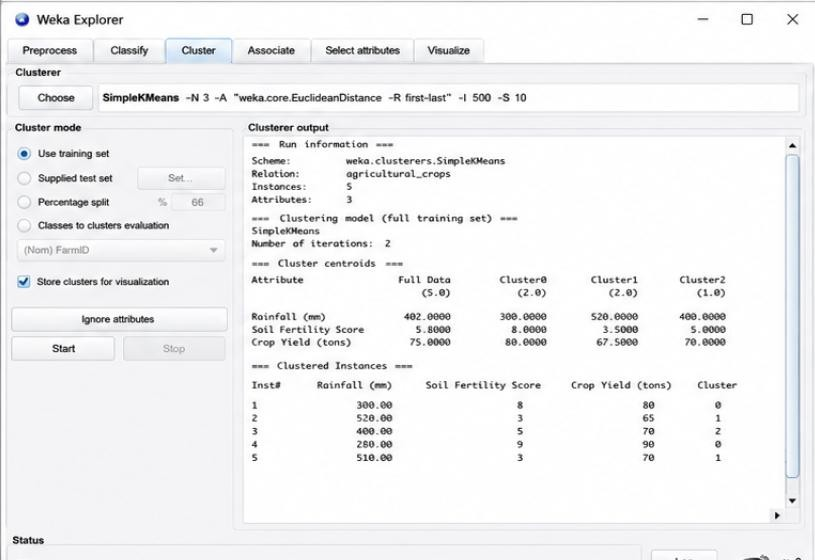 Weka Explorer
Preprocess Classify Cluster Associate Select attributes Visualize
Clusterer
Choose SimpleKMeans -N 3 -A "weka.core.EuclideanDistance -R first-last" -I 500 -S 10
Cluster mode
Use training set
Supplied test set Set...
Percentage split % 66
Classes to clusters evaluation
(Nom) FarmID
Store clusters for visualization
Ignore attributes
Start Stop
Clusterer output
=== Run information ===
Scheme: weka.clusterers.SimpleKMeans
Relation: agricultural_crops
Instances: 5
Attributes: 3
=== Clustering model (full training set) ===
SimpleKMeans
Number of iterations: 2
=== Cluster centroids ===
Attribute Full Data Cluster0 Cluster1 Cluster2
(5.0) (2.0) (2.0) (1.0)
Rainfall (mm) 402.0000 300.0000 520.0000 400.0000
Soil Fertility Score 5.8000 8.0000 3.5000 5.0000
Crop Yield (tons) 75.0000 80.0000 67.5000 70.0000
=== Clustered Instances ===
Inst# Rainfall (mm) Soil Fertility Score Crop Yield (tons) Cluster
1 300.00 8 80 0
2 520.00 3 65 1
3 400.00 5 70 2
4 280.00 9 90 0
5 510.00 3 70 1
Status